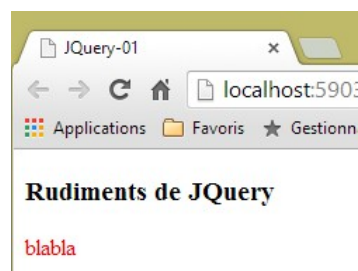 JQuery-01
localhost:5903
Applications Favoris Gestionn
Rudiments de JQuery
blabla